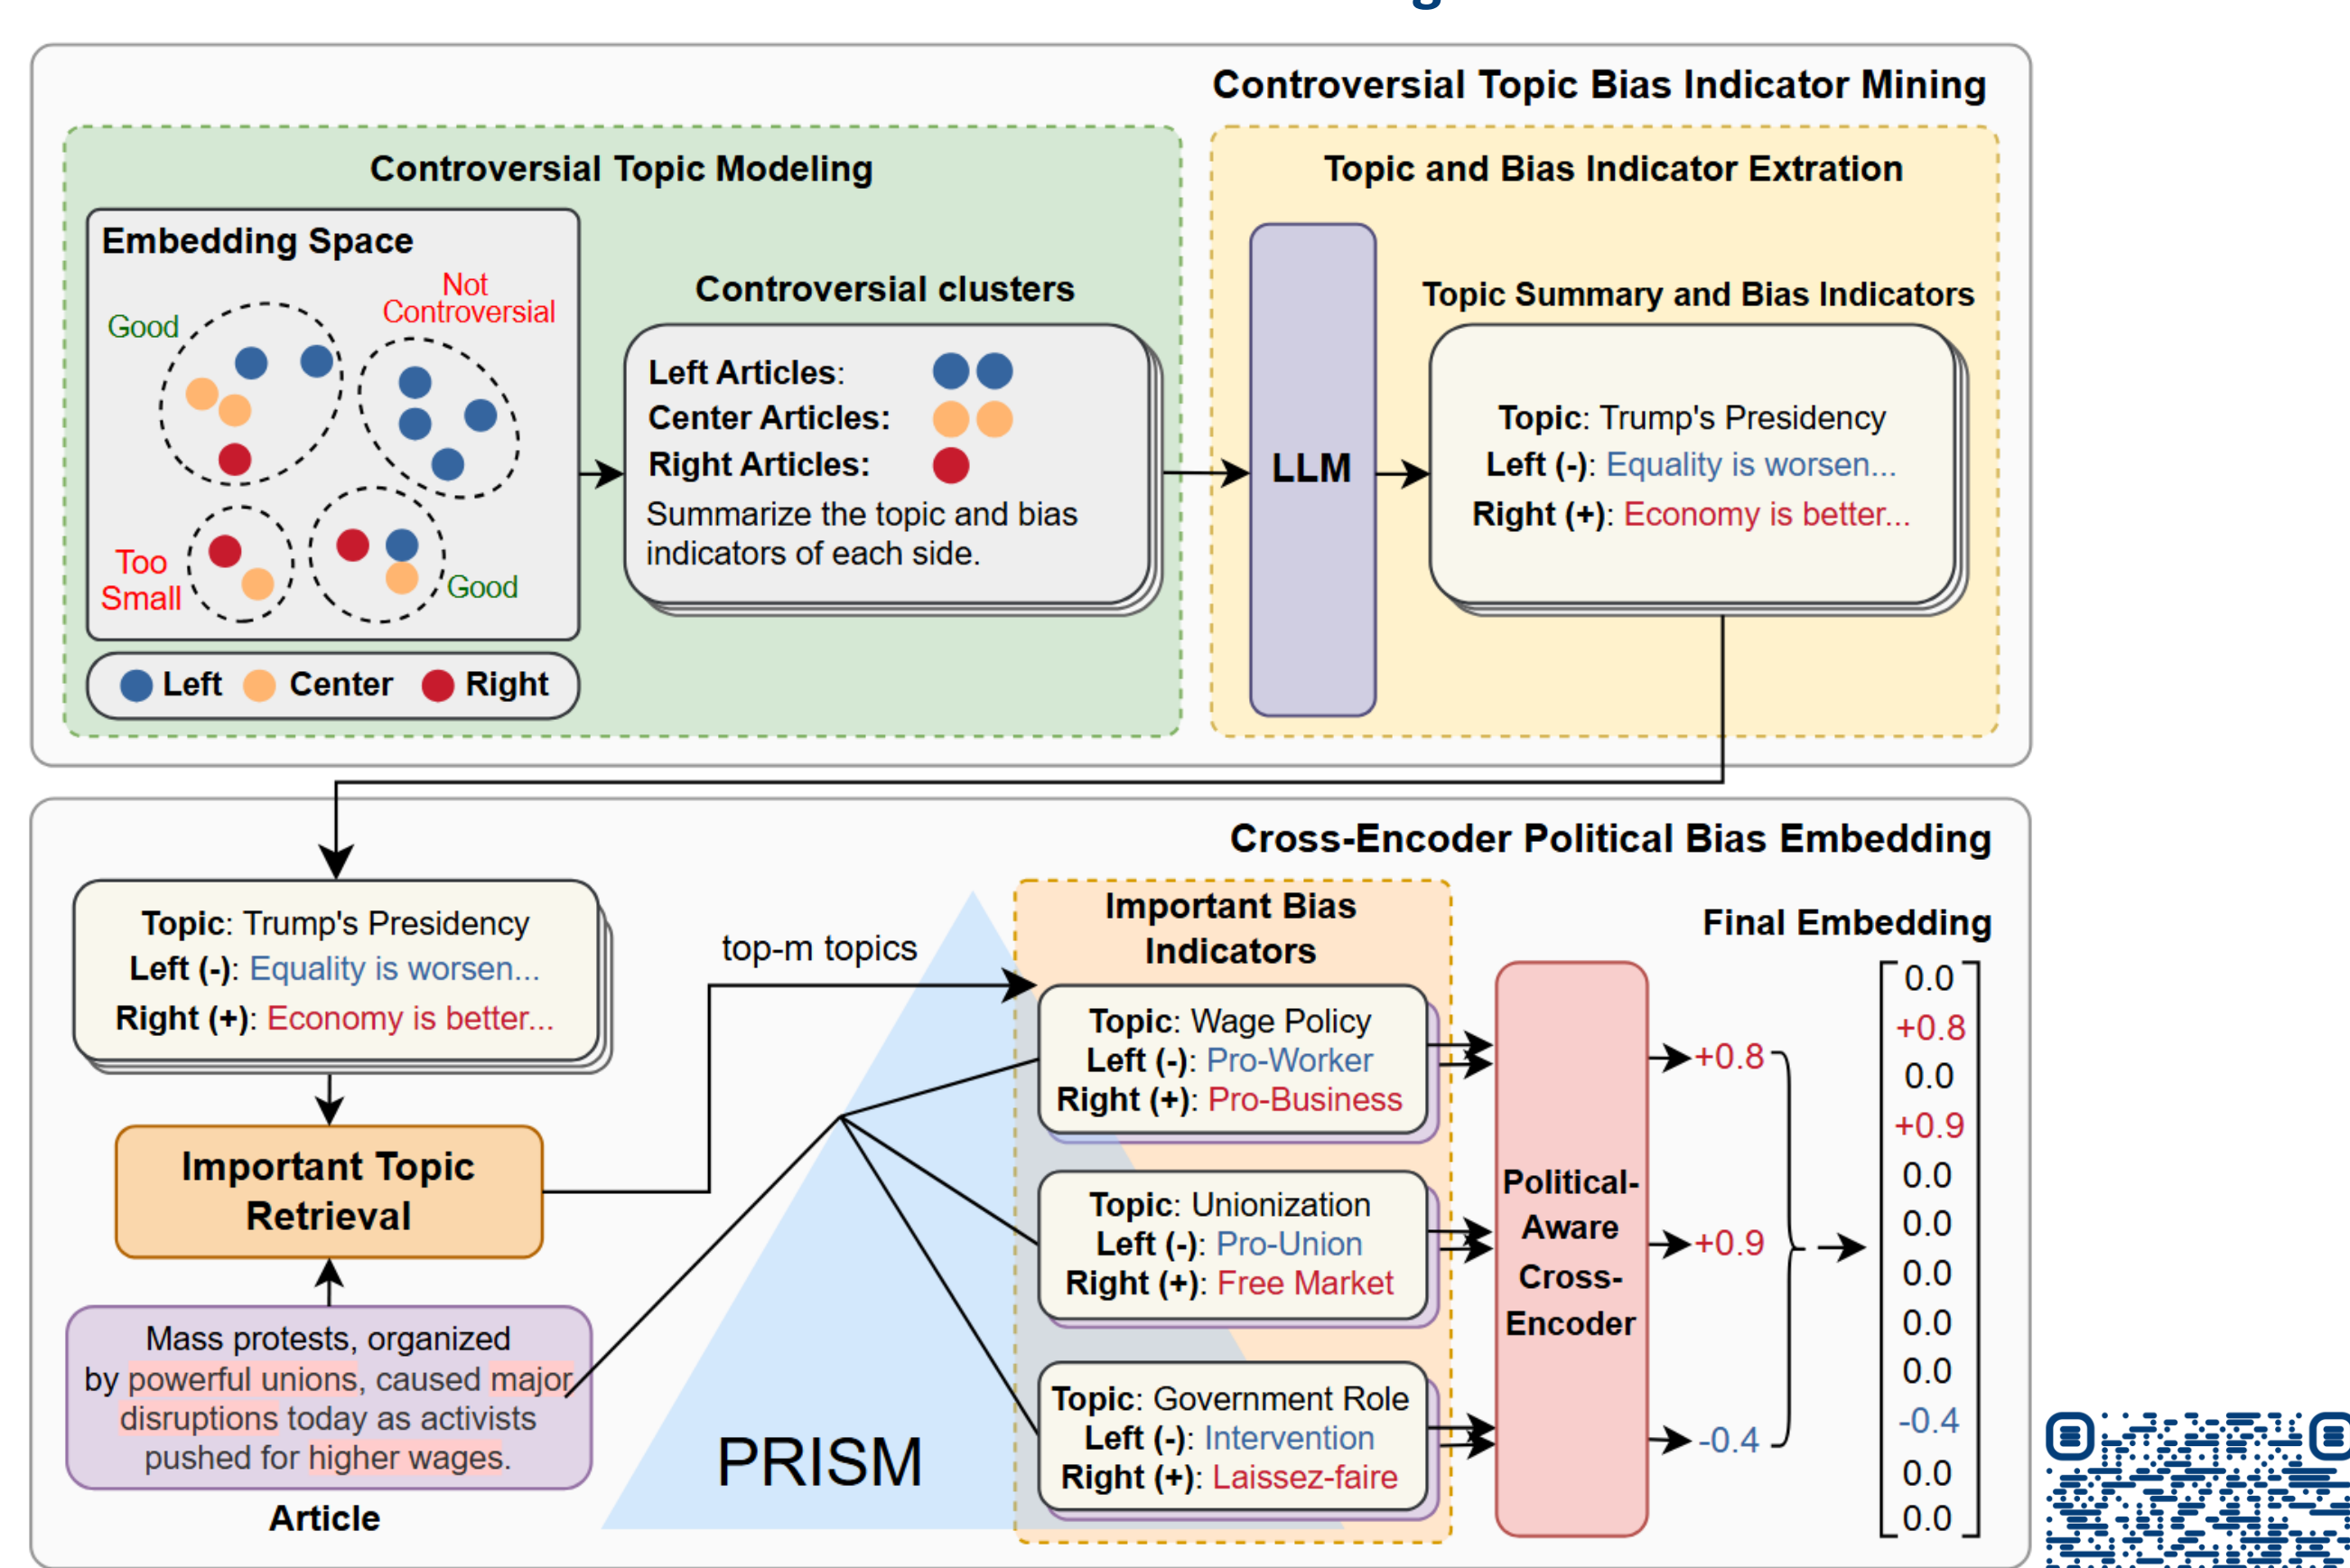 Controversial Topic Bias Indicator Mining
Controversial Topic Modeling
Embedding Space
Good
Not
Controversial
Too
Small
Good
Left
Center
Right
Controversial clusters
Left Articles:
Center Articles:
Right Articles:
Summarize the topic and bias
indicators of each side.
Topic and Bias Indicator Extration
LLM
Topic Summary and Bias Indicators
Topic: Trump's Presidency
Left (-): Equality is worsen...
Right (+): Economy is better...
Cross-Encoder Political Bias Embedding
Topic: Trump's Presidency
Left (-): Equality is worsen...
Right (+): Economy is better...
Important Topic
Retrieval
Mass protests, organized
by powerful unions, caused major
disruptions today as activists
pushed for higher wages.
Article
top-m topics
PRISM
Important Bias
Indicators
Topic: Wage Policy
Left (-): Pro-Worker
Right (+): Pro-Business
Topic: Unionization
Left (-): Pro-Union
Right (+): Free Market
Topic: Government Role
Left (-): Intervention
Right (+): Laissez-faire
Political-
Aware
Cross-
Encoder
+0.8
+0.9
-0.4
Final Embedding
0.0
+0.8
0.0
+0.9
0.0
0.0
0.0
0.0
0.0
-0.4
0.0
0.0